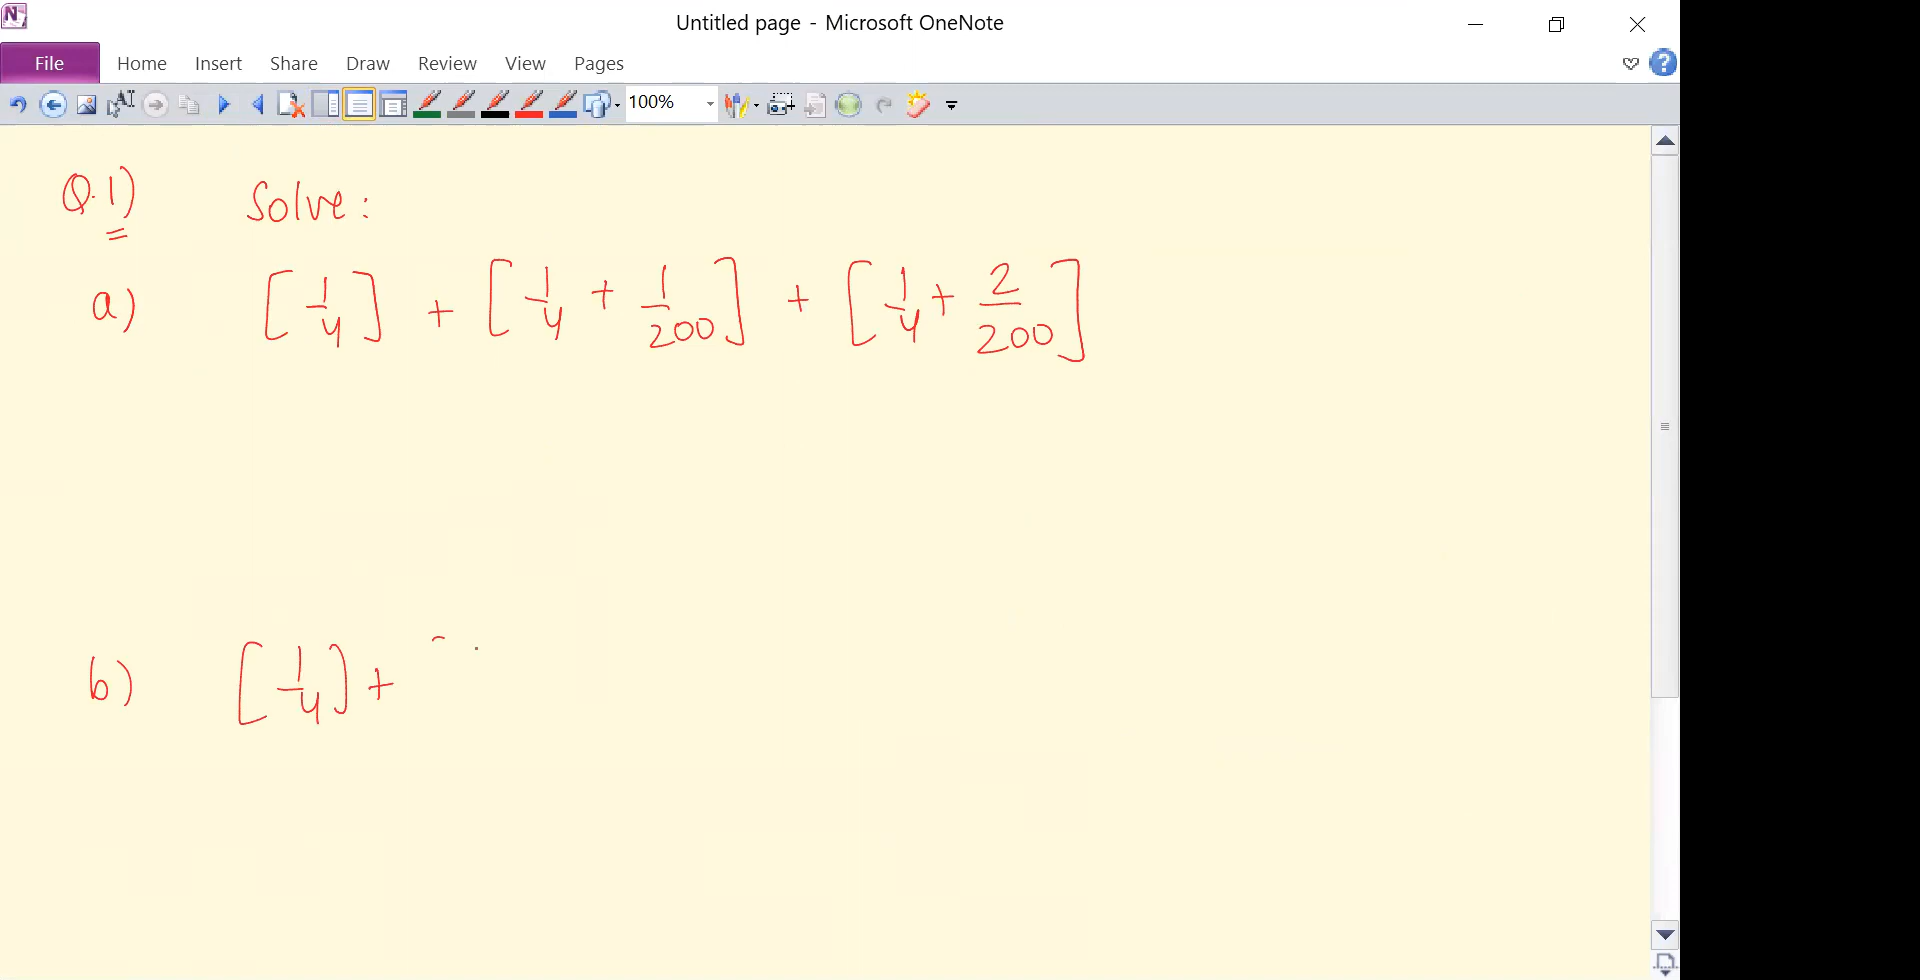 Untitled page - Microsoft OneNote
File Home Insert Share Draw Review View Pages
100%
Q.1) Solve:
a) [1/4] + [1/4 + 1/200] + [1/4 + 2/200]
b) [1/4] +